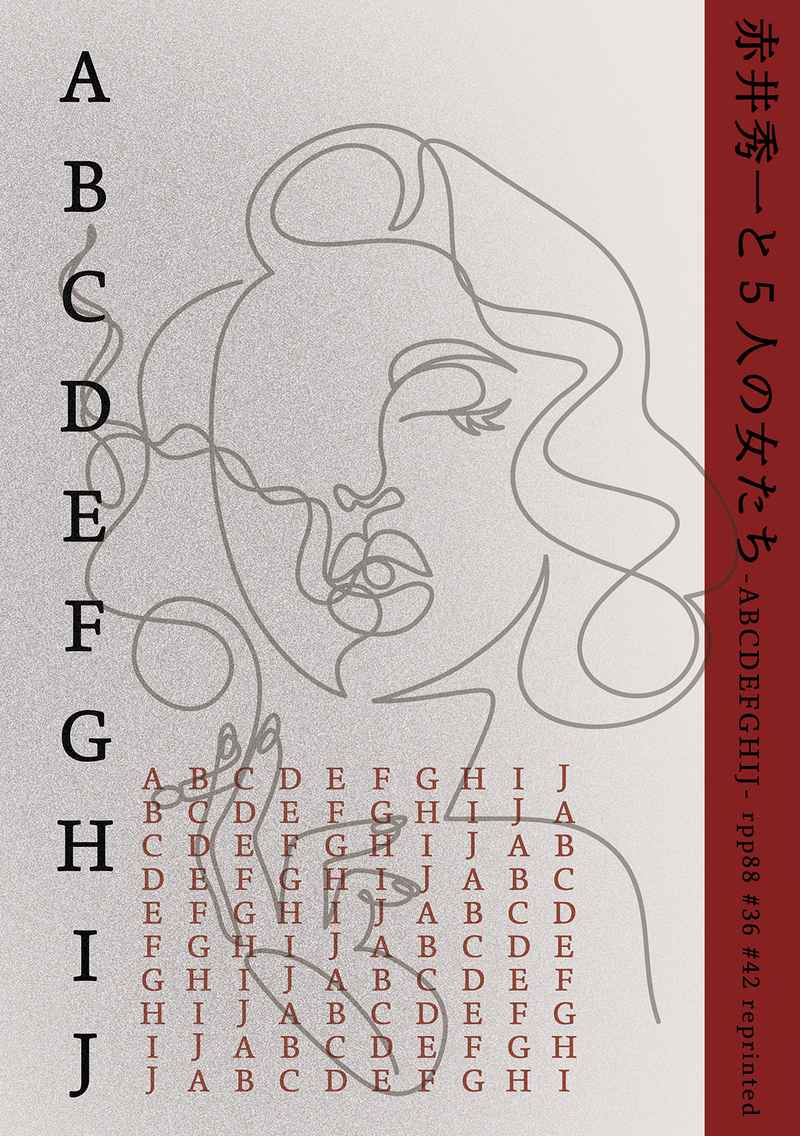 A
B
C
D
E
F
G
H
I
J
A B C D E F G H I J
B C D E F G H I J A
C D E F G H I J A B
D E F G H I J A B C
E F G H I J A B C D
F G H I J A B C D E
G H I J A B C D E F
H I J A B C D E F G
I J A B C D E F G H
J A B C D E F G H I
赤井秀一と5人の女たち-ABCDEFGHIJ- rpp88 #36 #42 reprinted